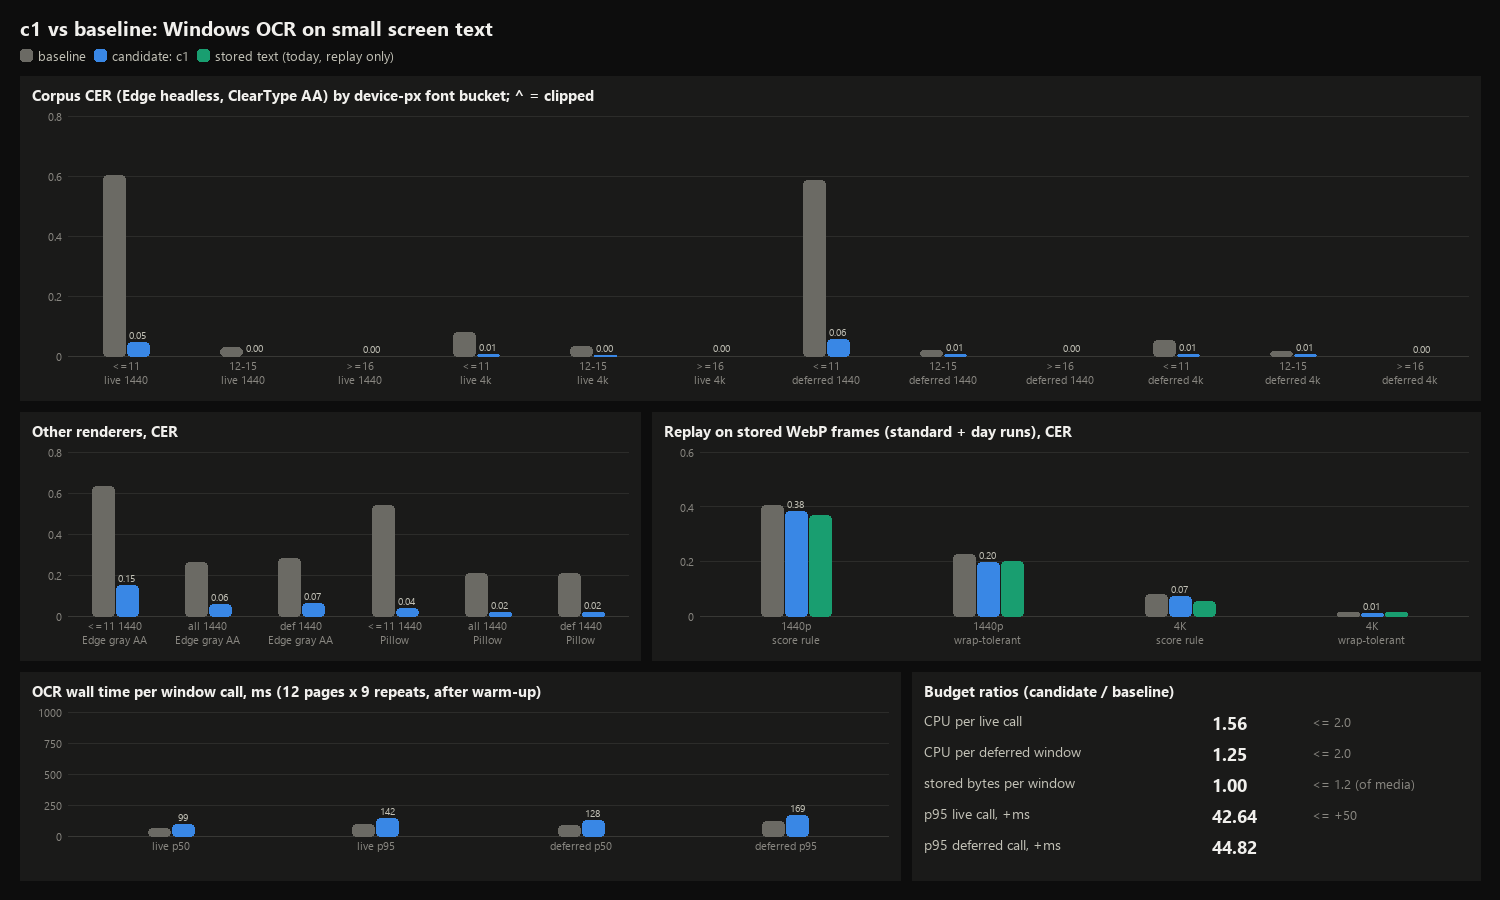 c1 vs baseline: Windows OCR on small screen text
baseline candidate: c1 stored text (today, replay only)
Corpus CER (Edge headless, ClearType AA) by device-px font bucket; ^ = clipped
0.8
0.6
0.4
0.2
0
0.05 0.00 0.00 0.01 0.00 0.00 0.06 0.01 0.00 0.01 0.01 0.00
<=11 12-15 >=16 <=11 12-15 >=16 <=11 12-15 >=16 <=11 12-15 >=16
live 1440 live 1440 live 1440 live 4k live 4k live 4k deferred 1440 deferred 1440 deferred 1440 deferred 4k deferred 4k deferred 4k
Other renderers, CER
0.8
0.6
0.4
0.2
0
0.15 0.06 0.07 0.04 0.02 0.02
<=11 1440 all 1440 def 1440 <=11 1440 all 1440 def 1440
Edge gray AA Edge gray AA Edge gray AA Pillow Pillow Pillow
Replay on stored WebP frames (standard + day runs), CER
0.6
0.4
0.2
0
0.38 0.20 0.07 0.01
1440p 1440p 4K 4K
score rule wrap-tolerant score rule wrap-tolerant
OCR wall time per window call, ms (12 pages x 9 repeats, after warm-up)
1000
750
500
250
0
99 142 128 169
live p50 live p95 deferred p50 deferred p95
Budget ratios (candidate / baseline)
CPU per live call 1.56 <= 2.0
CPU per deferred window 1.25 <= 2.0
stored bytes per window 1.00 <= 1.2 (of media)
p95 live call, +ms 42.64 <= +50
p95 deferred call, +ms 44.82